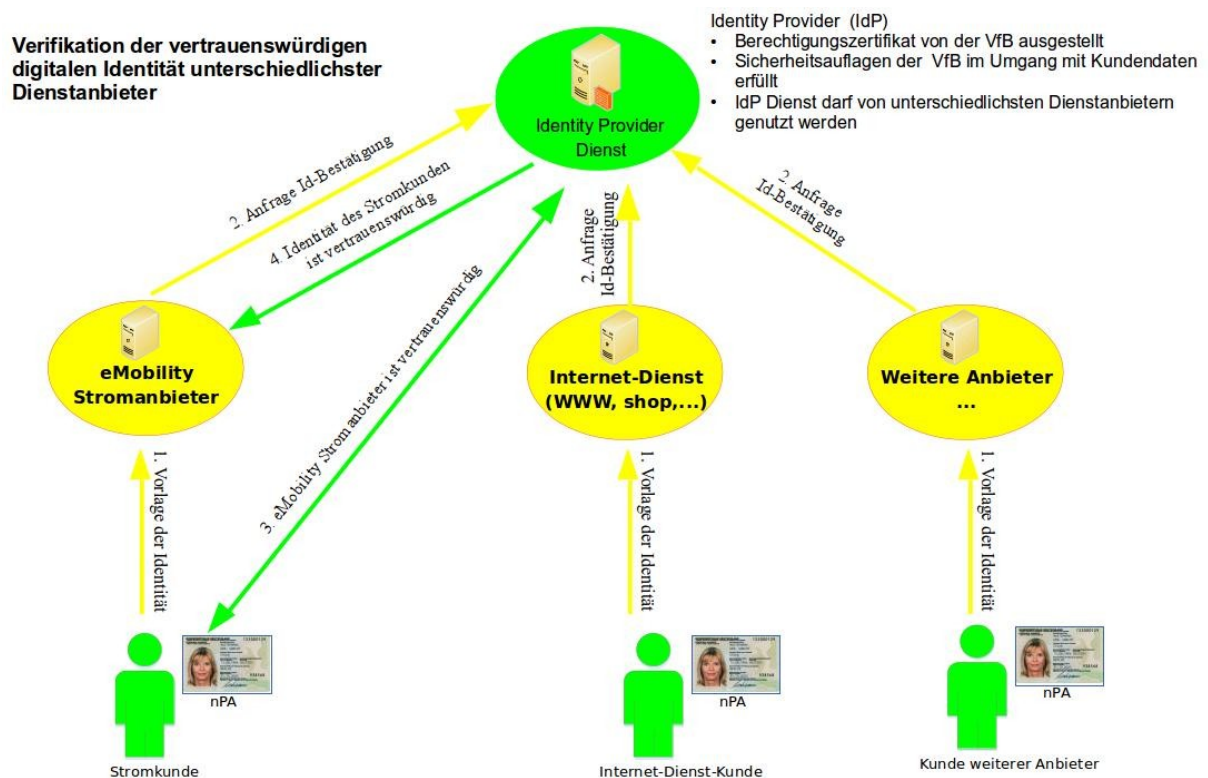 Verifikation der vertrauenswürdigen
digitalen Identität unterschiedlichster
Dienstanbieter
Identity Provider (IdP)
• Berechtigungszertifikat von der VfB ausgestellt
• Sicherheitsauflagen der VfB im Umgang mit Kundendaten
erfüllt
• IdP Dienst darf von unterschiedlichsten Dienstanbietern
genutzt werden
Identity Provider
Dienst
2. Anfrage Id-Bestätigung
4. Identität des Stromkunden
ist vertrauenswürdig
3. eMobility Stromanbieter ist vertrauenswürdig
2. Anfrage
Id-Bestätigung
2. Anfrage
Id-Bestätigung
eMobility
Stromanbieter
Internet-Dienst
(WWW, shop,...)
Weitere Anbieter
...
1. Vorlage der Identität
1. Vorlage der Identität
1. Vorlage der Identität
nPA
nPA
nPA
Stromkunde
Internet-Dienst-Kunde
Kunde weiterer Anbieter